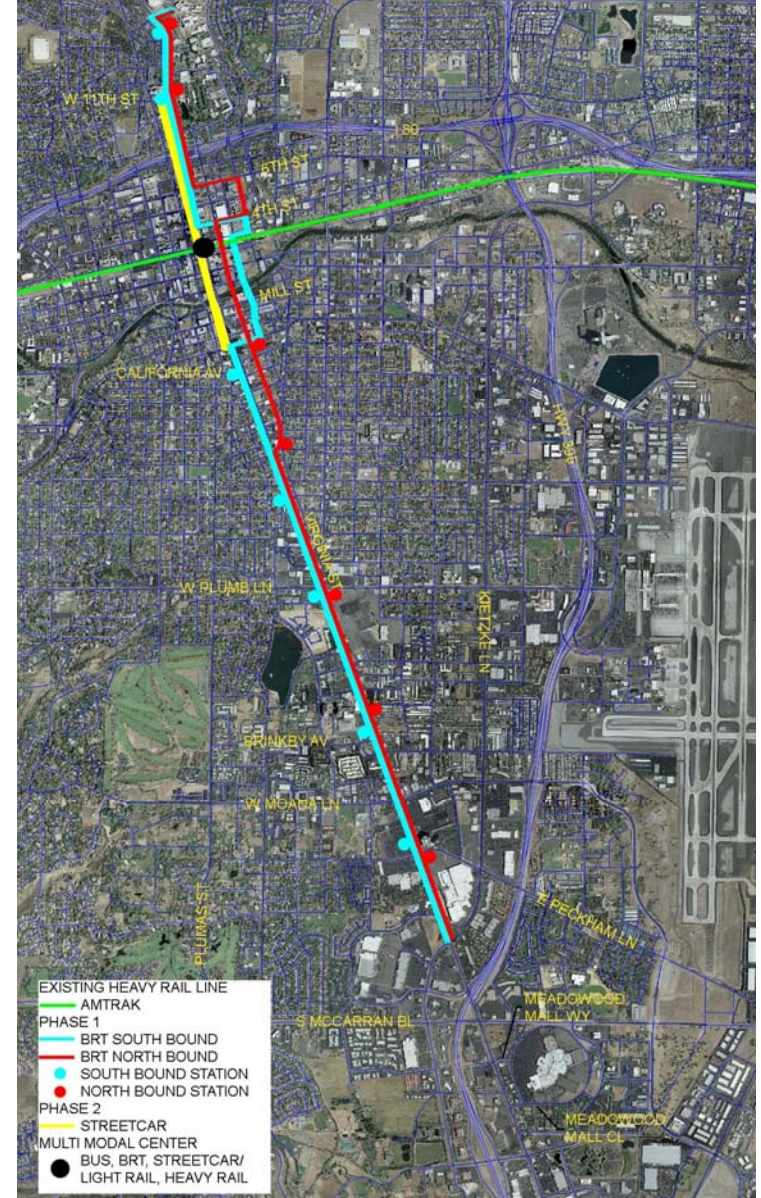 W 11TH ST
I 80
6TH ST
4TH ST
MILL ST
CALIFORNIA AV
HWY 395
VIRGINIA ST
W PLUMB LN
KIETZKE LN
BRINKBY AV
W MOANA LN
PLUMAS ST
E PECKHAM LN
MEADOWOOD
MALL WY
S MCCARRAN BL
MEADOWOOD
MALL CL
EXISTING HEAVY RAIL LINE
AMTRAK
PHASE 1
BRT SOUTH BOUND
BRT NORTH BOUND
SOUTH BOUND STATION
NORTH BOUND STATION
PHASE 2
STREETCAR
MULTI MODAL CENTER
BUS, BRT, STREETCAR/
LIGHT RAIL, HEAVY RAIL